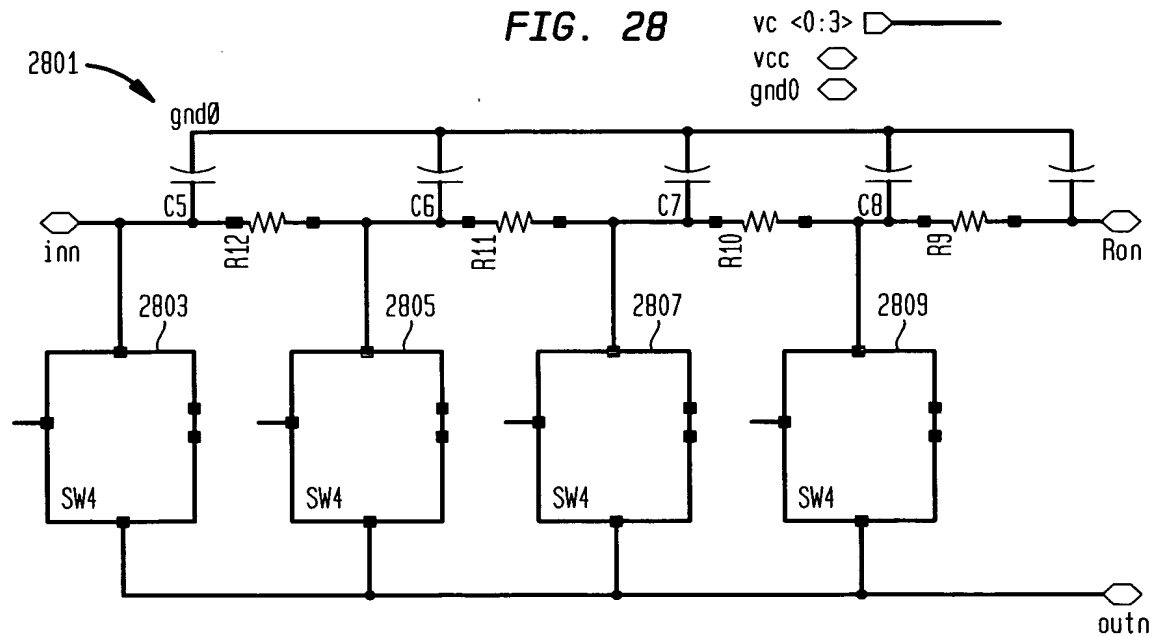 FIG. 28
vc <0:3>
vcc
gnd0
2801
gndØ
C5
C6
C7
C8
inn
R12
R11
R10
R9
Ron
2803
2805
2807
2809
SW4
SW4
SW4
SW4
outn